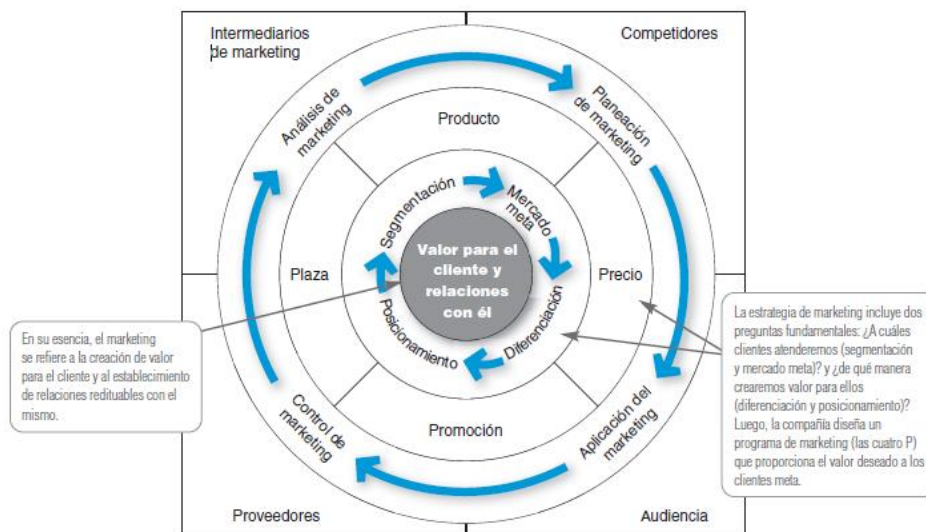 Intermediarios
de marketing
Competidores
Análisis de
marketing
Planeación
de marketing
Producto
Segmentación
Mercado
meta
Valor para el
cliente y
relaciones
con él
Plaza
Precio
Posicionamiento
Diferenciación
En su esencia, el marketing
se refiere a la creación de valor
para el cliente y al establecimiento
de relaciones redituables con el
mismo.
La estrategia de marketing incluye dos
preguntas fundamentales: ¿A cuáles
clientes atenderemos (segmentación
y mercado meta)? y ¿de qué manera
crearemos valor para ellos
(diferenciación y posicionamiento)?
Luego, la compañía diseña un
programa de marketing (las cuatro P)
que proporciona el valor deseado a los
clientes meta.
Control de
marketing
Promoción
Aplicación del
marketing
Proveedores
Audiencia